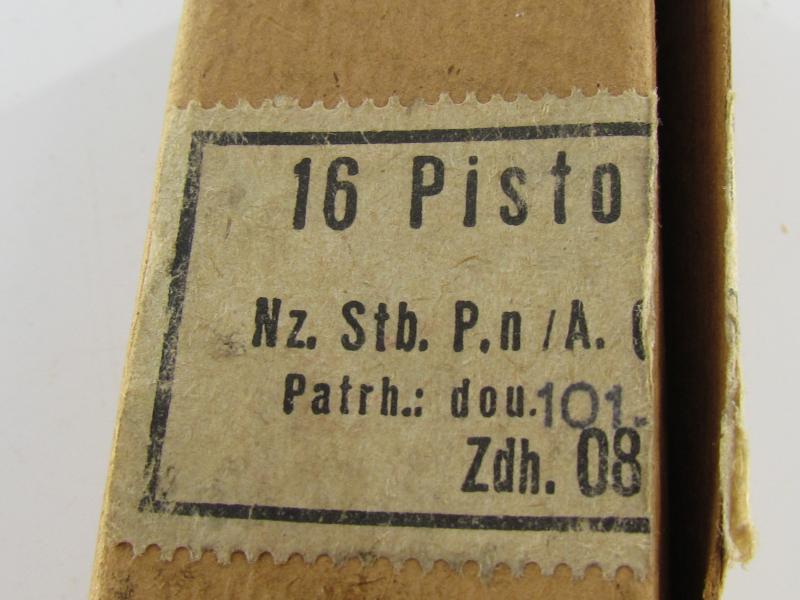 16 Pisto
Nz. Stb. P.n /A. (
Patrh.: dou.101.
Zdh. 08